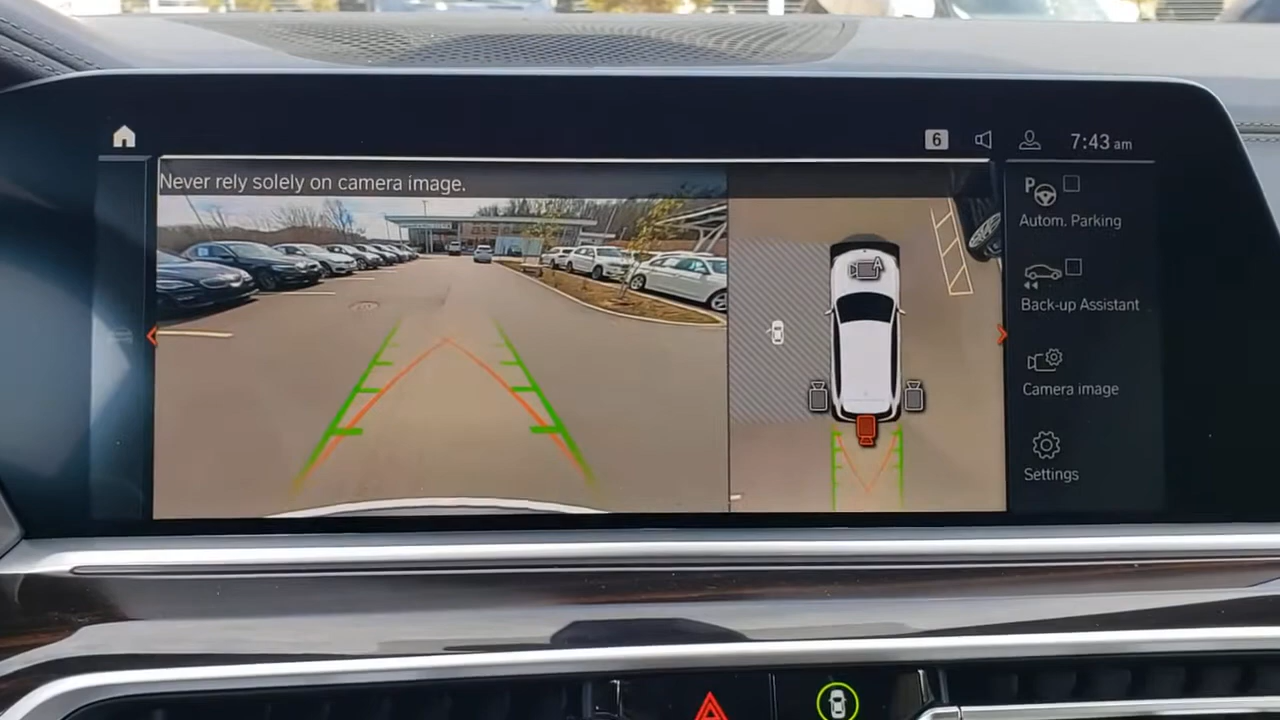 6
7:43 am
Never rely solely on camera image.
P
Autom. Parking
A
Back-up Assistant
Camera image
Settings